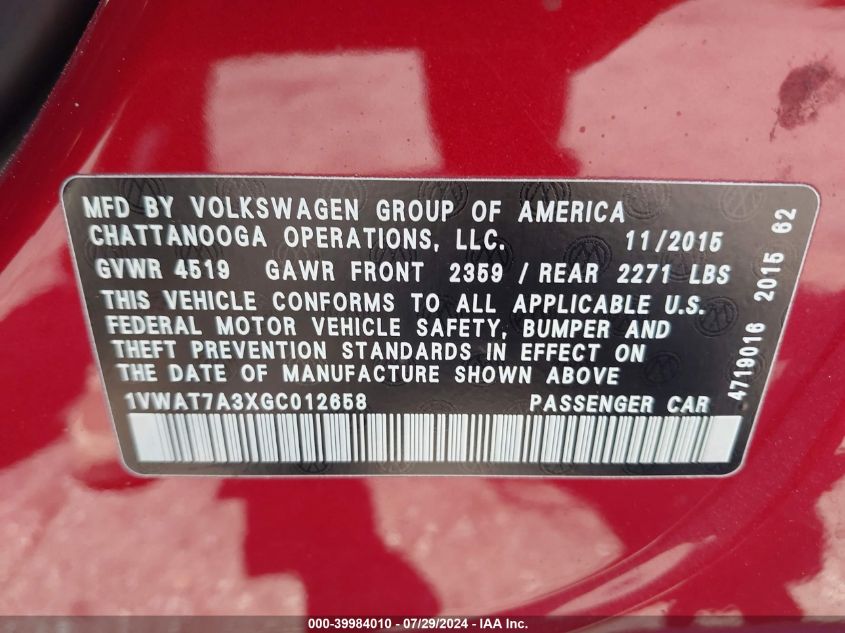 MFD BY VOLKSWAGEN GROUP OF AMERICA
CHATTANOOGA OPERATIONS, LLC. 11/2015
GVWR 4519 GAWR FRONT 2359 / REAR 2271 LBS
THIS VEHICLE CONFORMS TO ALL APPLICABLE U.S.
FEDERAL MOTOR VEHICLE SAFETY, BUMPER AND
THEFT PREVENTION STANDARDS IN EFFECT ON
THE DATE OF MANUFACTURE SHOWN ABOVE
1VWAT7A3XGC012658 PASSENGER CAR
4719016 2015 62
000-39984010 / 07/29/2024 - IAA, Inc.